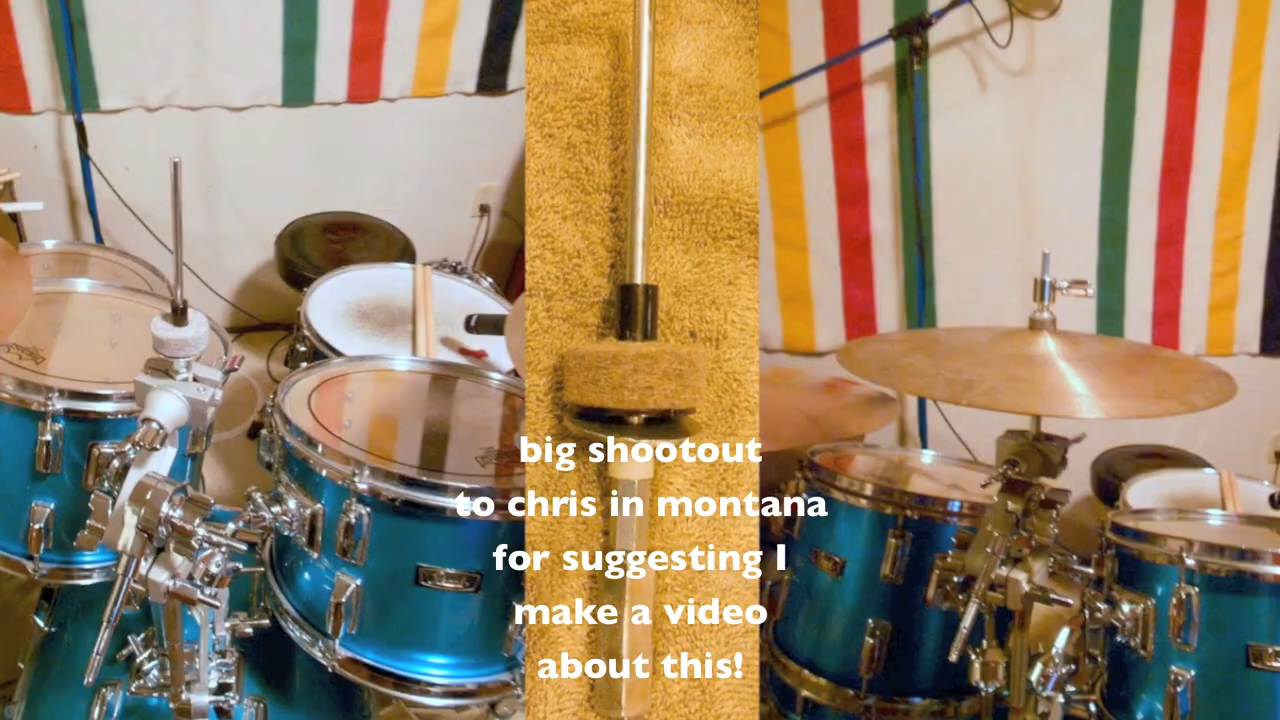 big shootout
to chris in montana
for suggesting I
make a video
about this!